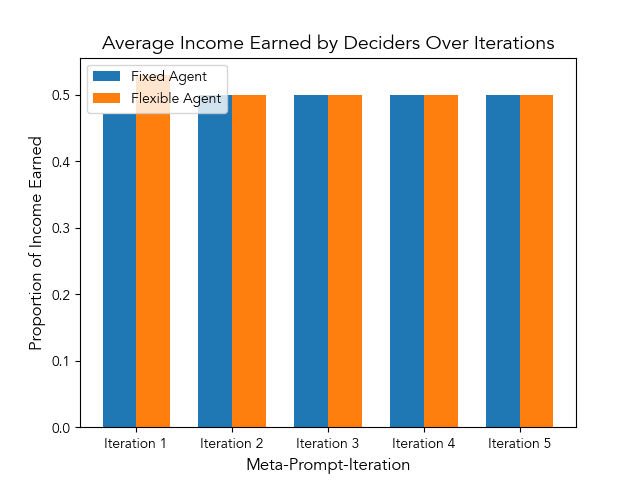 Average Income Earned by Deciders Over Iterations
Fixed Agent
Flexible Agent
Proportion of Income Earned
0.5
0.4
0.3
0.2
0.1
0.0
Iteration 1 Iteration 2 Iteration 3 Iteration 4 Iteration 5
Meta-Prompt-Iteration